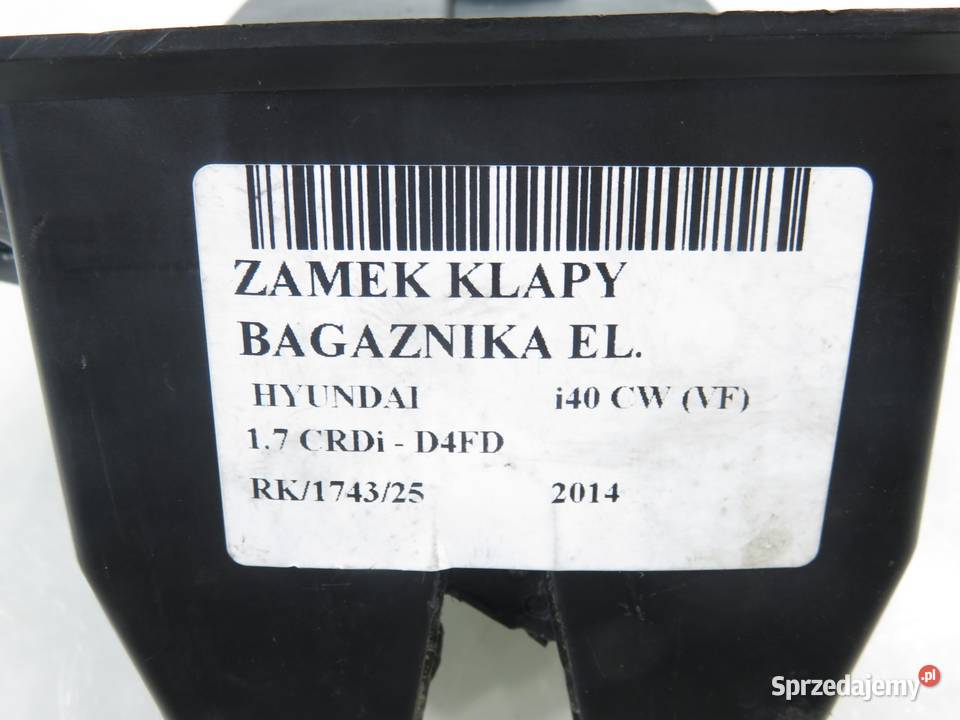 ZAMEK KLAPY
BAGAZNIKA EL.
HYUNDAI i40 CW (VF)
1.7 CRDi - D4FD
RK/1743/25 2014
Sprzedajemy.pl